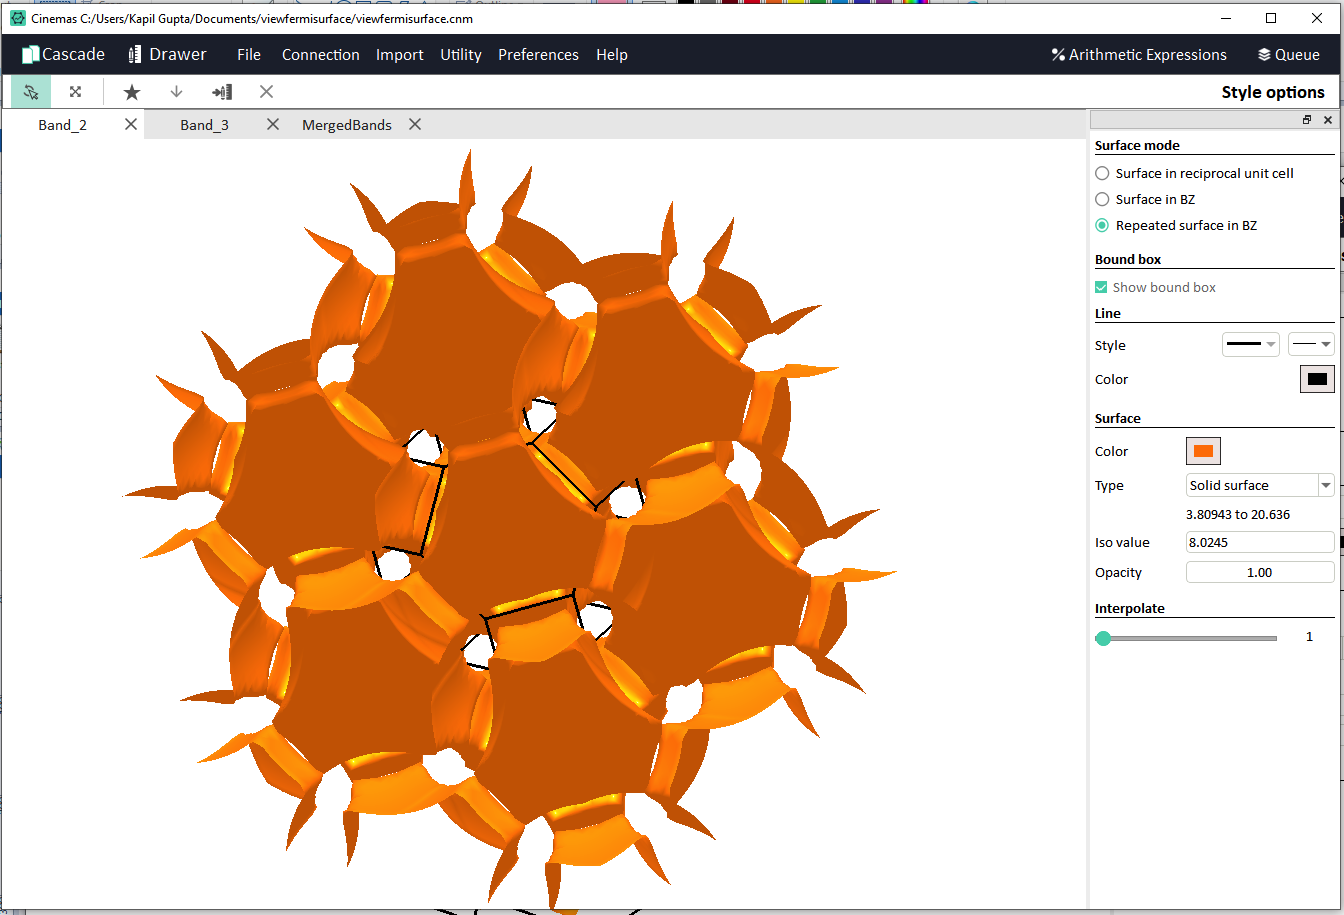 Cinemas C:/Users/Kapil Gupta/Documents/viewfermisurface/viewfermisurface.cnm
Cascade Drawer File Connection Import Utility Preferences Help Arithmetic Expressions Queue
Style options
Band_2 Band_3 MergedBands
Surface mode
Surface in reciprocal unit cell
Surface in BZ
Repeated surface in BZ
Bound box
Show bound box
Line
Style
Color
Surface
Color
Type Solid surface
3.80943 to 20.636
Iso value 8.0245
Opacity 1.00
Interpolate
1